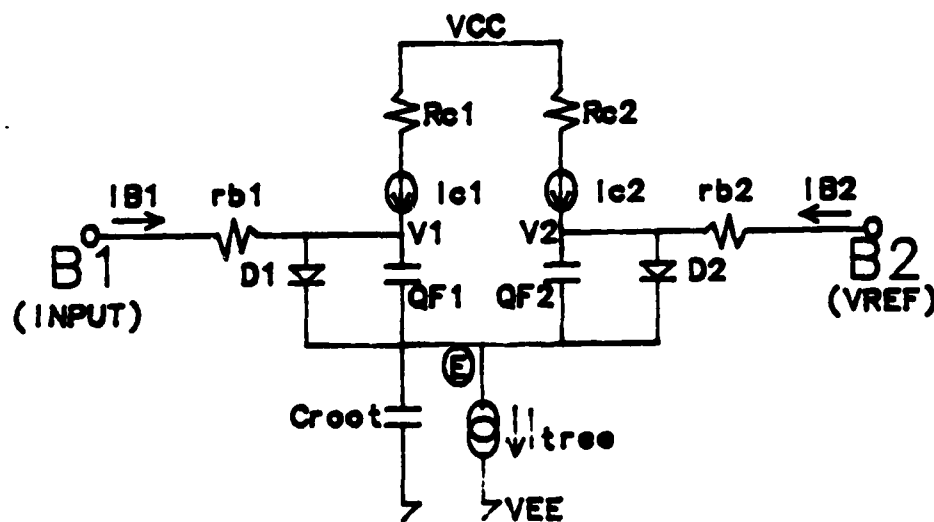 VCC
Rc1
Rc2
IB1
rb1
Ic1
Ic2
rb2
IB2
V1
V2
B1
(INPUT)
D1
QF1
QF2
D2
B2
(VREF)
E
Croot
Itree
VEE